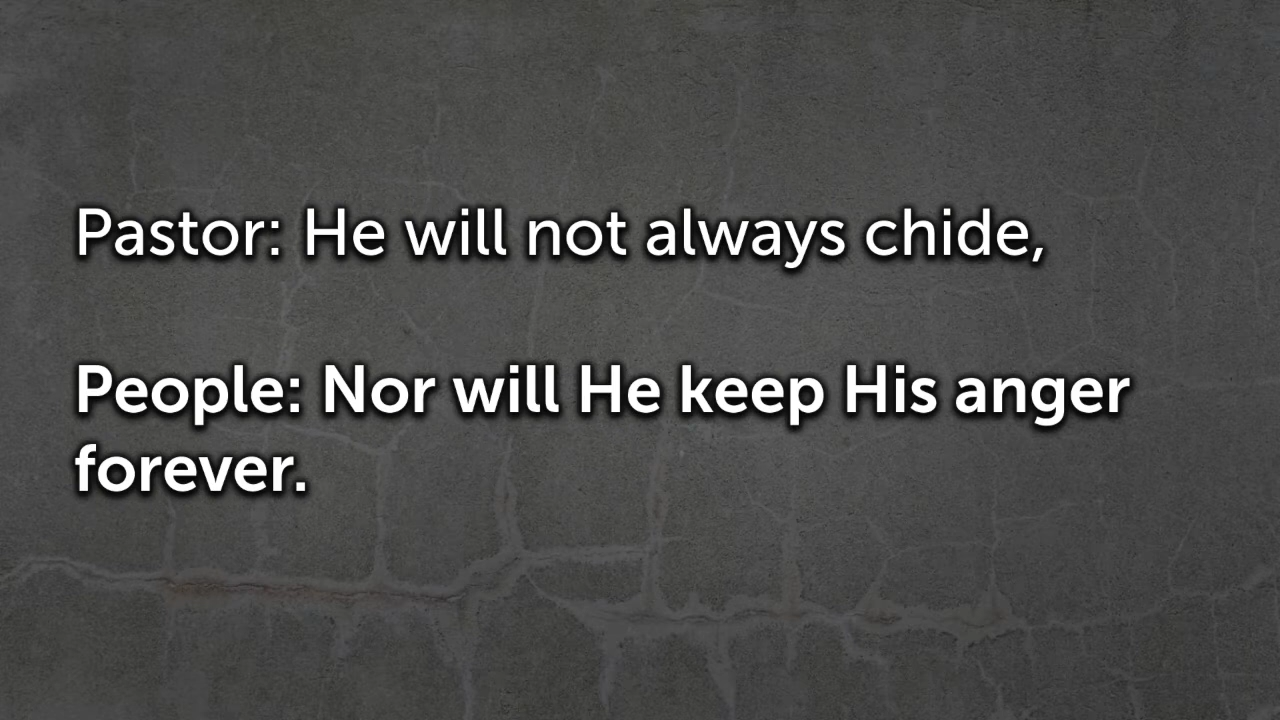 Pastor: He will not always chide,
People: Nor will He keep His anger
forever.